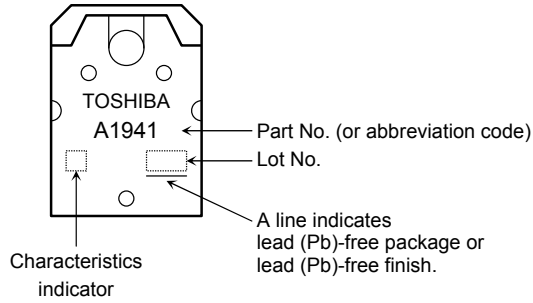 TOSHIBA
A1941
Part No. (or abbreviation code)
Lot No.
A line indicates
lead (Pb)-free package or
lead (Pb)-free finish.
Characteristics
indicator